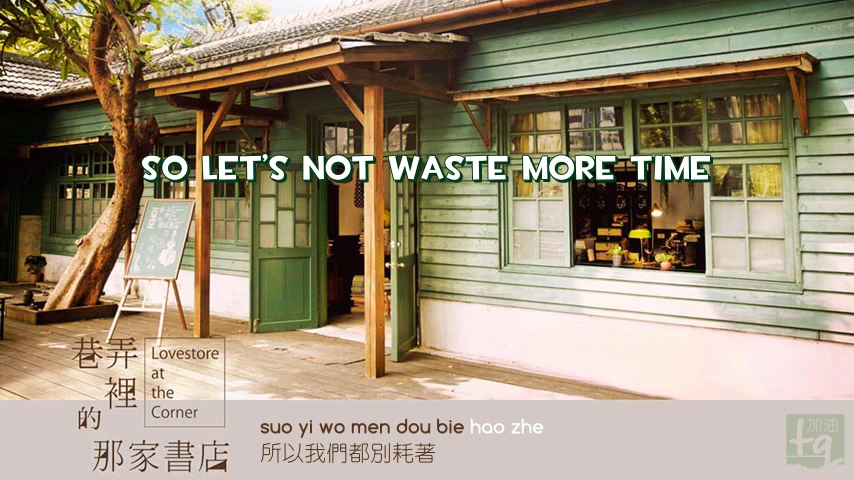 SO LET'S NOT WASTE MORE TIME
巷弄裡的那家書店
Lovestore
at
the
Corner
suo yi wo men dou bie hao zhe
所以我們都別耗著
加油
tg